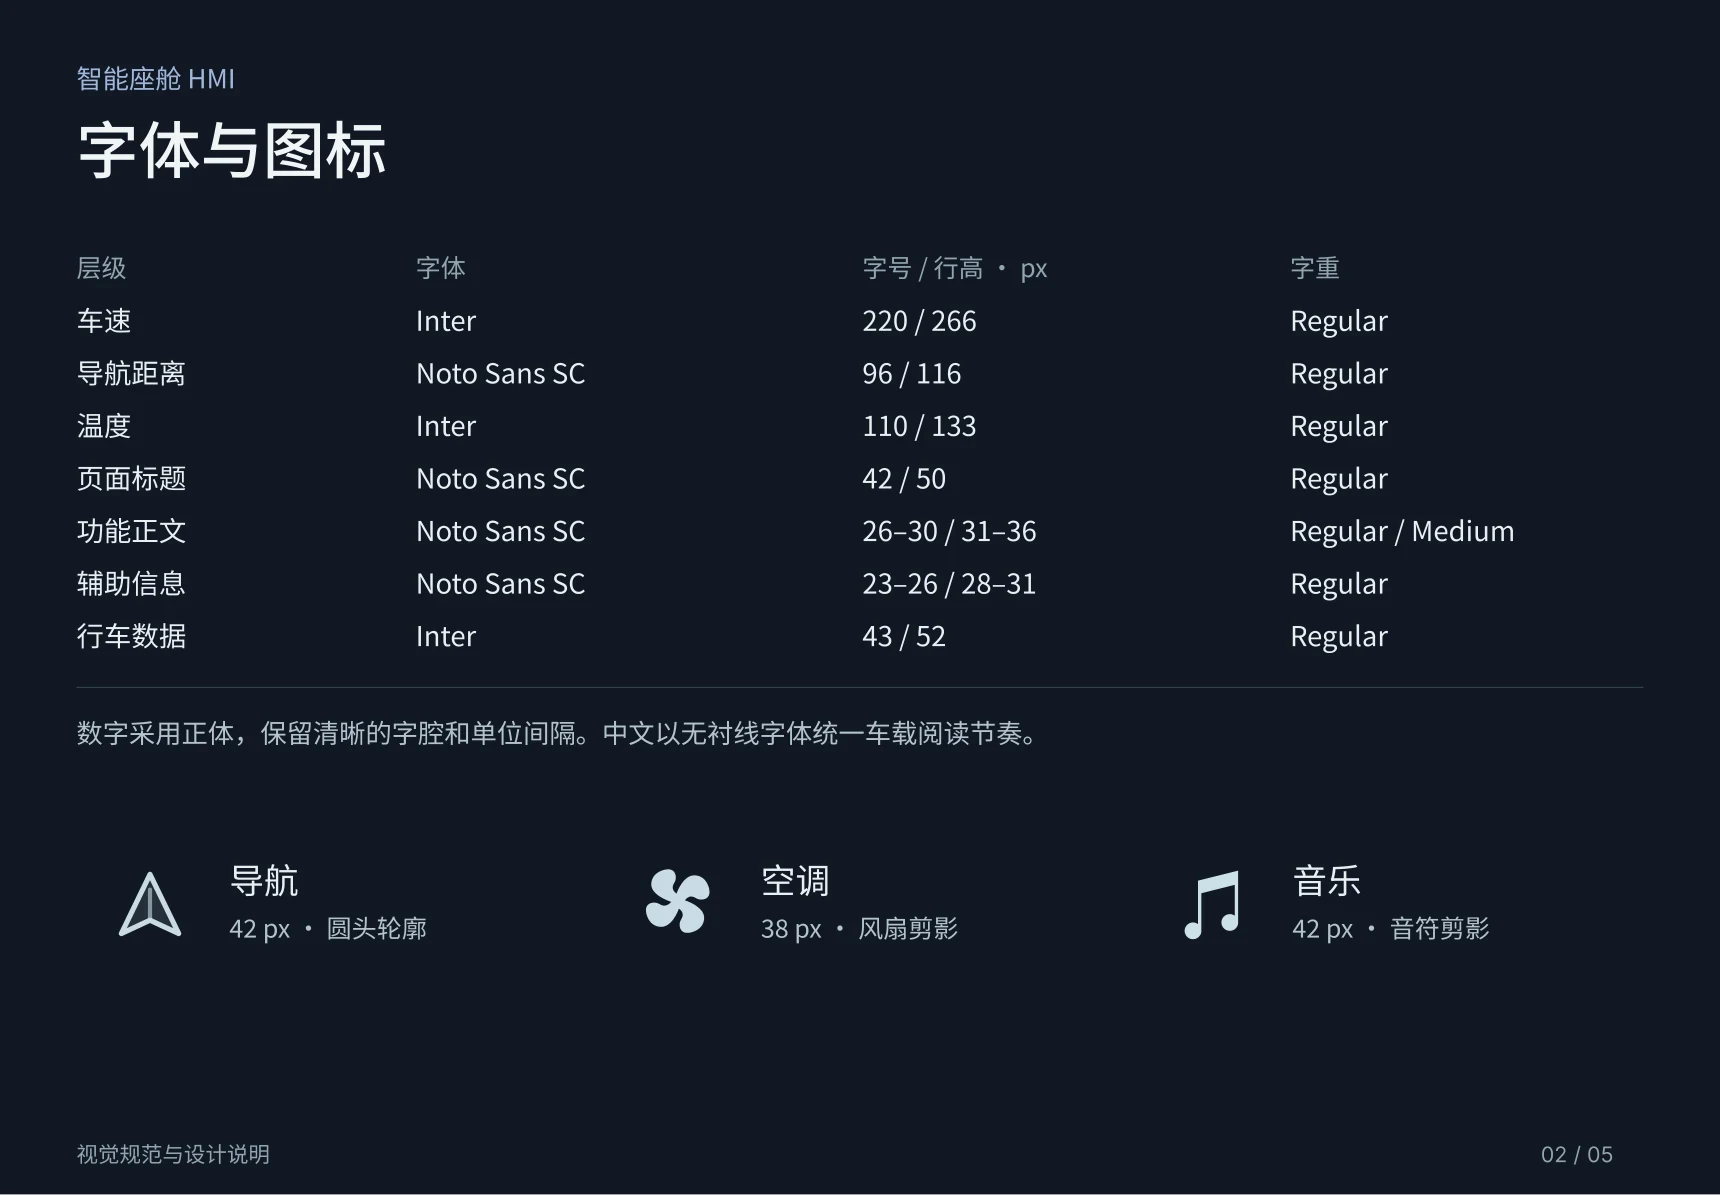 智能座舱 HMI
字体与图标
层级 字体 字号 / 行高 · px 字重
车速 Inter 220 / 266 Regular
导航距离 Noto Sans SC 96 / 116 Regular
温度 Inter 110 / 133 Regular
页面标题 Noto Sans SC 42 / 50 Regular
功能正文 Noto Sans SC 26–30 / 31–36 Regular / Medium
辅助信息 Noto Sans SC 23–26 / 28–31 Regular
行车数据 Inter 43 / 52 Regular
数字采用正体，保留清晰的字腔和单位间隔。中文以无衬线字体统一车载阅读节奏。
导航
42 px · 圆头轮廓
空调
38 px · 风扇剪影
音乐
42 px · 音符剪影
视觉规范与设计说明
02 / 05